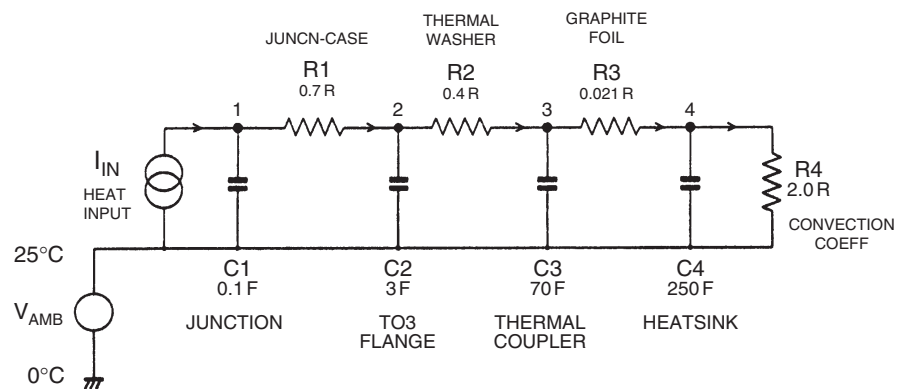 JUNCN-CASE
THERMAL
WASHER
GRAPHITE
FOIL
R1
0.7 R
R2
0.4 R
R3
0.021 R
1
2
3
4
I_IN
HEAT
INPUT
R4
2.0 R
CONVECTION
COEFF
25°C
C1
0.1 F
C2
3 F
C3
70 F
C4
250 F
V_AMB
JUNCTION
TO3
FLANGE
THERMAL
COUPLER
HEATSINK
0°C